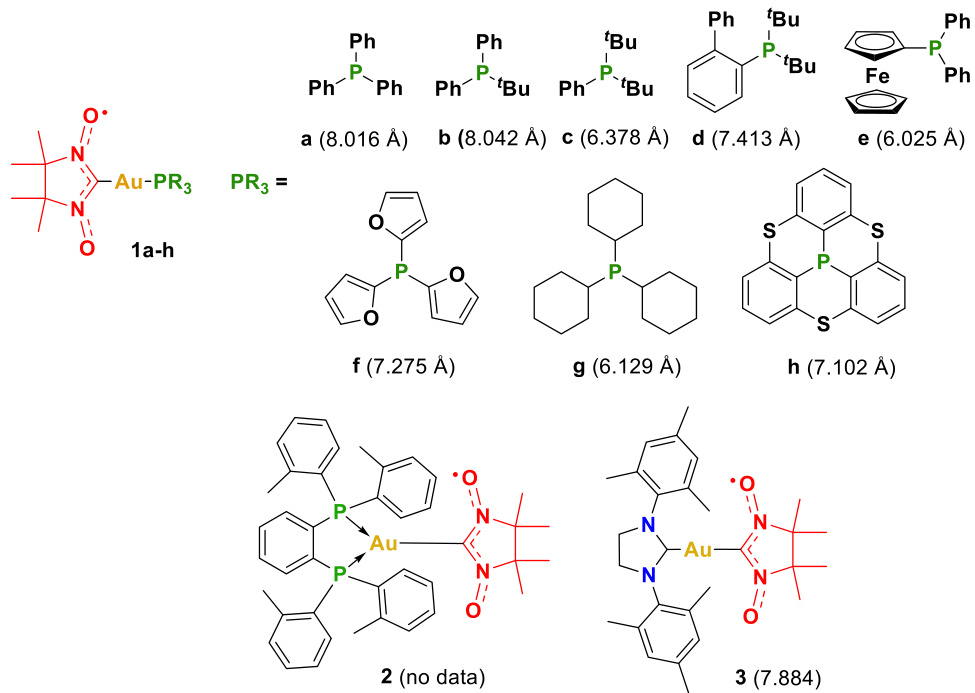 Ph
P
Ph
Ph
a (8.016 Å)
Ph
P
Ph
tBu
b (8.042 Å)
tBu
P
Ph
tBu
c (6.378 Å)
Ph
tBu
P
tBu
d (7.413 Å)
Ph
P
Fe
Ph
e (6.025 Å)
O•
N
Au PR3
N
O
1a-h
PR3 =
O
P
O
O
f (7.275 Å)
P
g (6.129 Å)
S
S
P
S
h (7.102 Å)
P
Au
P
•O
N
N
O
2 (no data)
N
N
Au
•O
N
N
O
3 (7.884)